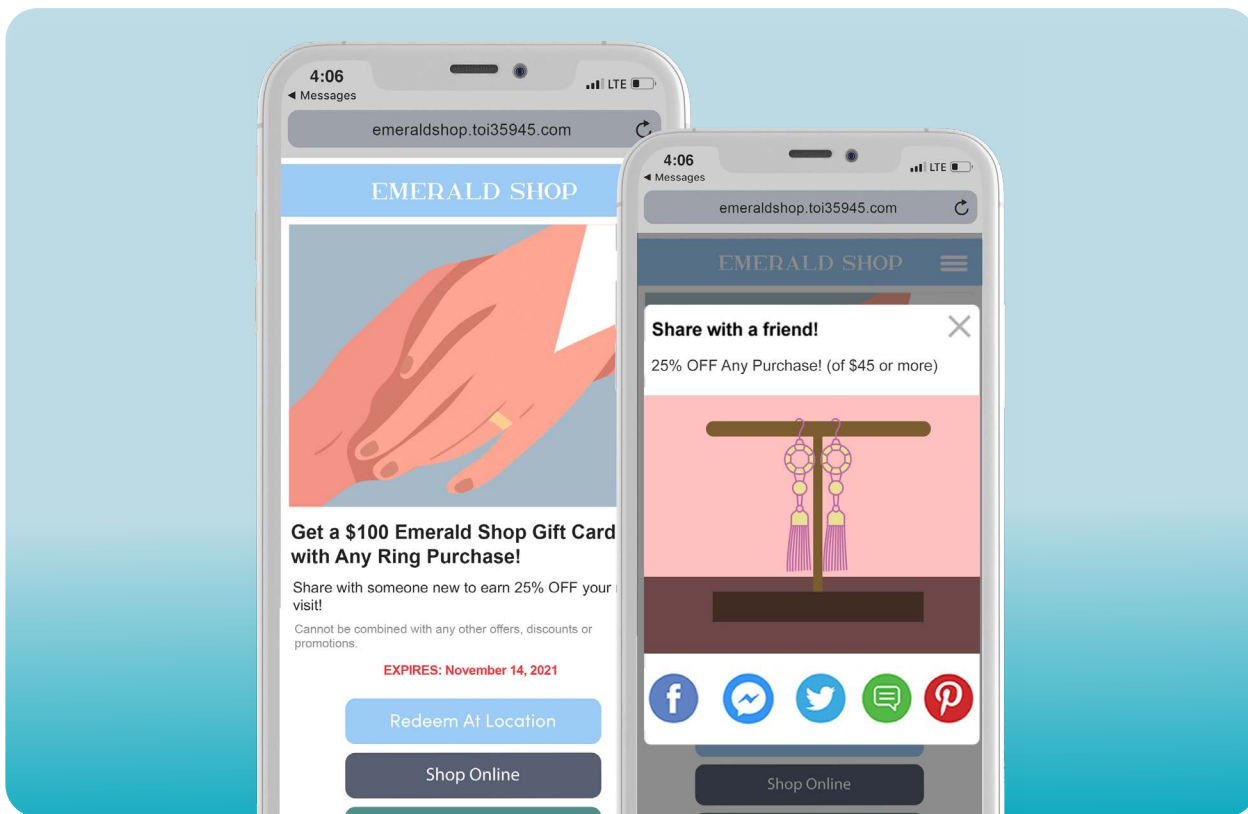 4:06
LTE
Messages
emeraldshop.toi35945.com
EMERALD SHOP
Get a $100 Emerald Shop Gift Card
with Any Ring Purchase!
Share with someone new to earn 25% OFF your
visit!
Cannot be combined with any other offers, discounts or
promotions.
EXPIRES: November 14, 2021
Redeem At Location
Shop Online
4:06
LTE
Messages
emeraldshop.toi35945.com
EMERALD SHOP
Share with a friend!
25% OFF Any Purchase! (of $45 or more)
Shop Online